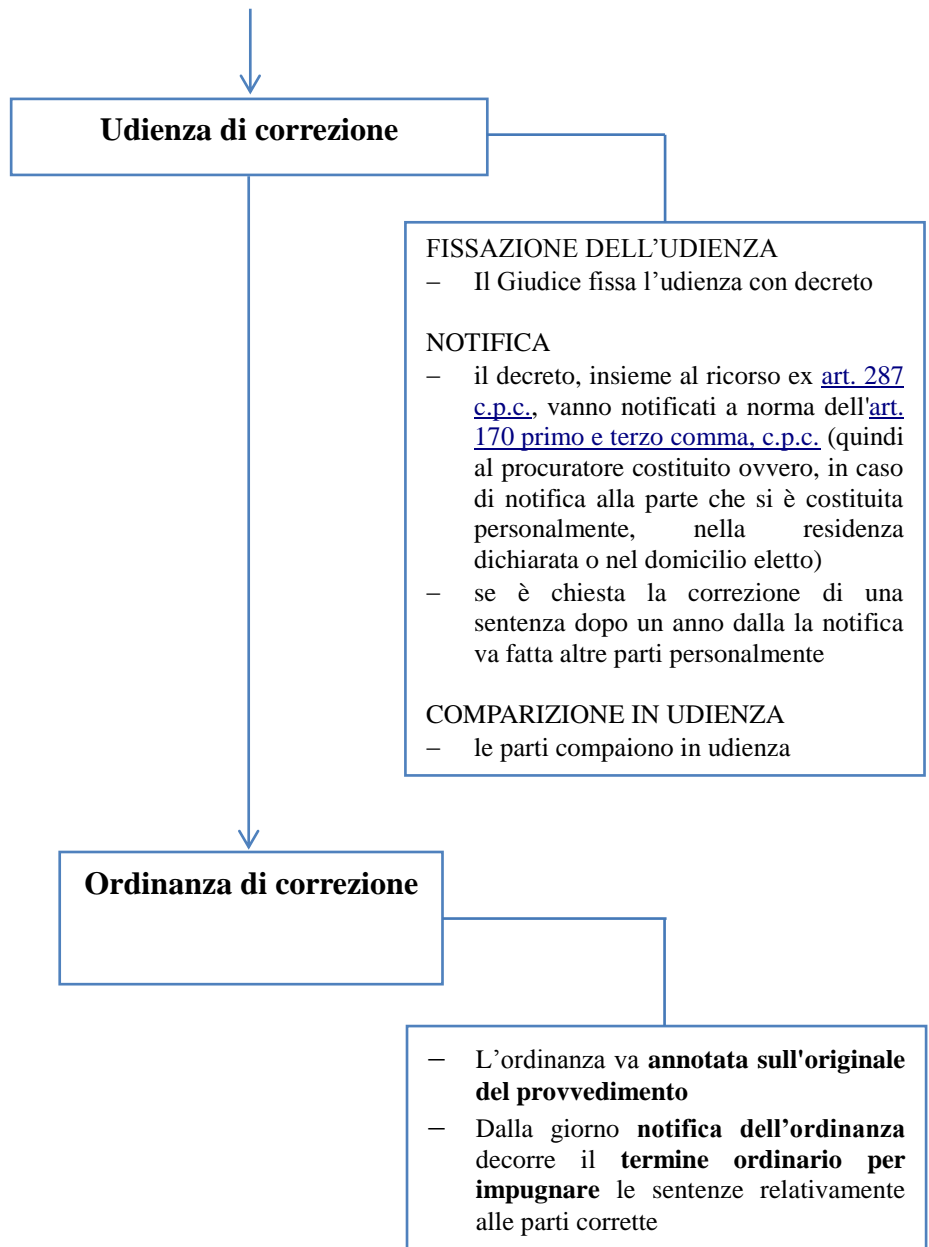 Udienza di correzione
FISSAZIONE DELL’UDIENZA
– Il Giudice fissa l’udienza con decreto
NOTIFICA
– il decreto, insieme al ricorso ex art. 287
c.p.c., vanno notificati a norma dell'art.
170 primo e terzo comma, c.p.c. (quindi
al procuratore costituito ovvero, in caso
di notifica alla parte che si è costituita
personalmente, nella residenza
dichiarata o nel domicilio eletto)
– se è chiesta la correzione di una
sentenza dopo un anno dalla la notifica
va fatta altre parti personalmente
COMPARIZIONE IN UDIENZA
– le parti compaiono in udienza
Ordinanza di correzione
– L’ordinanza va annotata sull'originale
del provvedimento
– Dalla giorno notifica dell’ordinanza
decorre il termine ordinario per
impugnare le sentenze relativamente
alle parti corrette